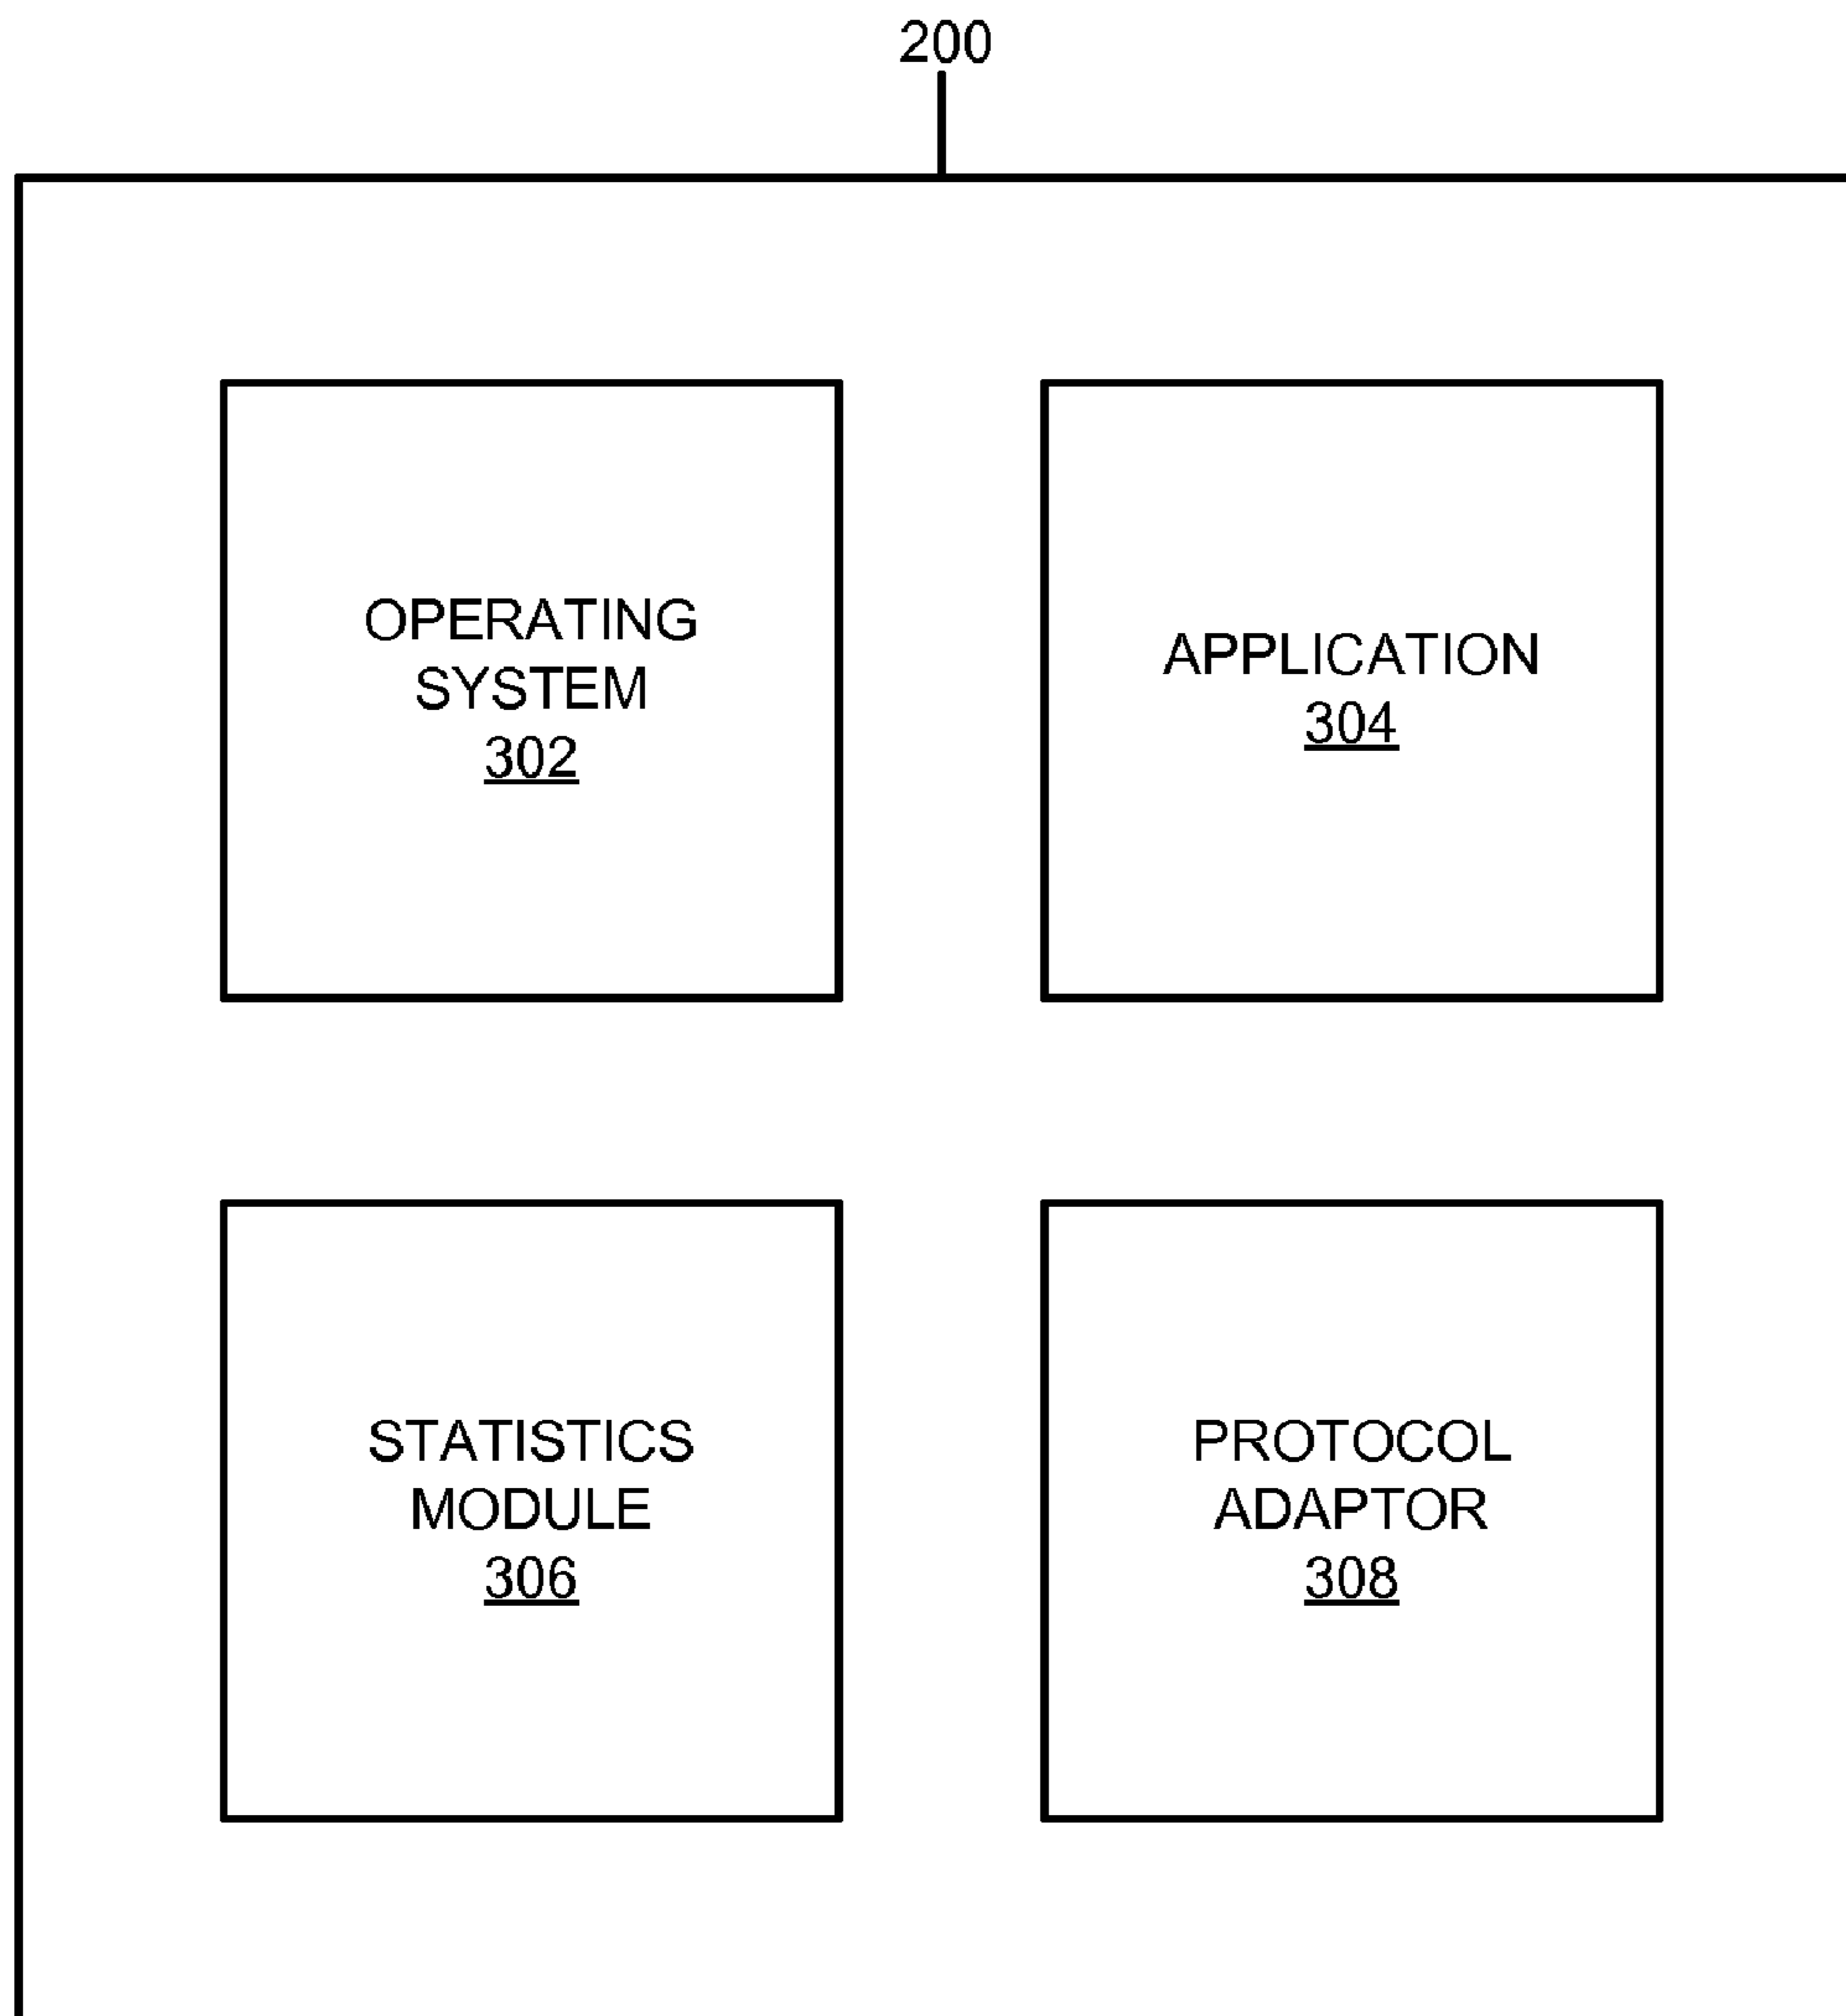 200
OPERATING
SYSTEM
302
APPLICATION
304
STATISTICS
MODULE
306
PROTOCOL
ADAPTOR
308